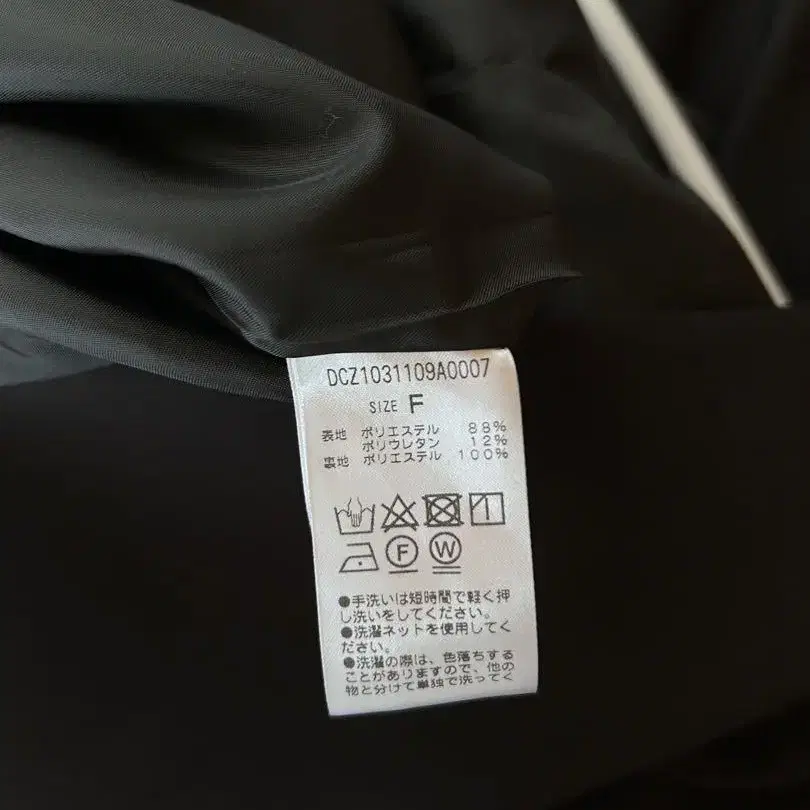 DCZ1031109A0007
SIZE F
表地 ポリエステル 88%
ポリウレタン 12%
裏地 ポリエステル 100%
F W
●手洗いは短時間で軽く押
し洗いをしてください。
●洗濯ネットを使用してく
ださい。
●洗濯の際は、色落ちする
ことがありますので、他の
物と分けて単独で洗ってく